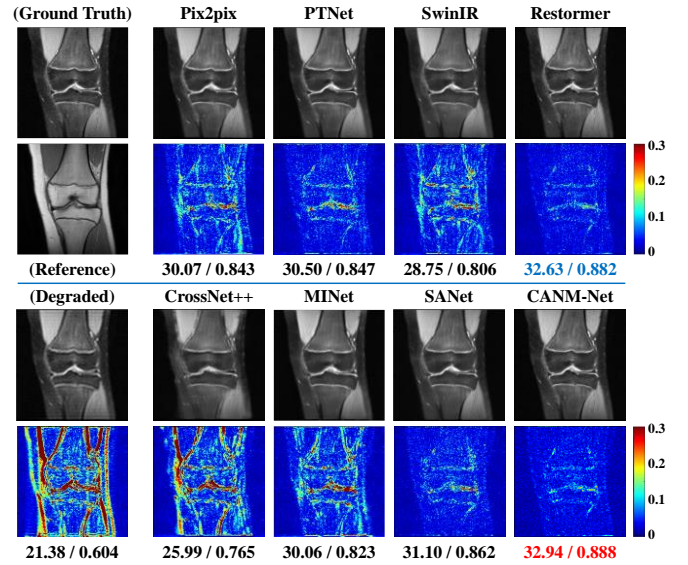 (Ground Truth) Pix2pix PTNet SwinIR Restormer
0.3
0.2
0.1
0
(Reference) 30.07 / 0.843 30.50 / 0.847 28.75 / 0.806 32.63 / 0.882
(Degraded) CrossNet++ MINet SANet CANM-Net
0.3
0.2
0.1
0
21.38 / 0.604 25.99 / 0.765 30.06 / 0.823 31.10 / 0.862 32.94 / 0.888